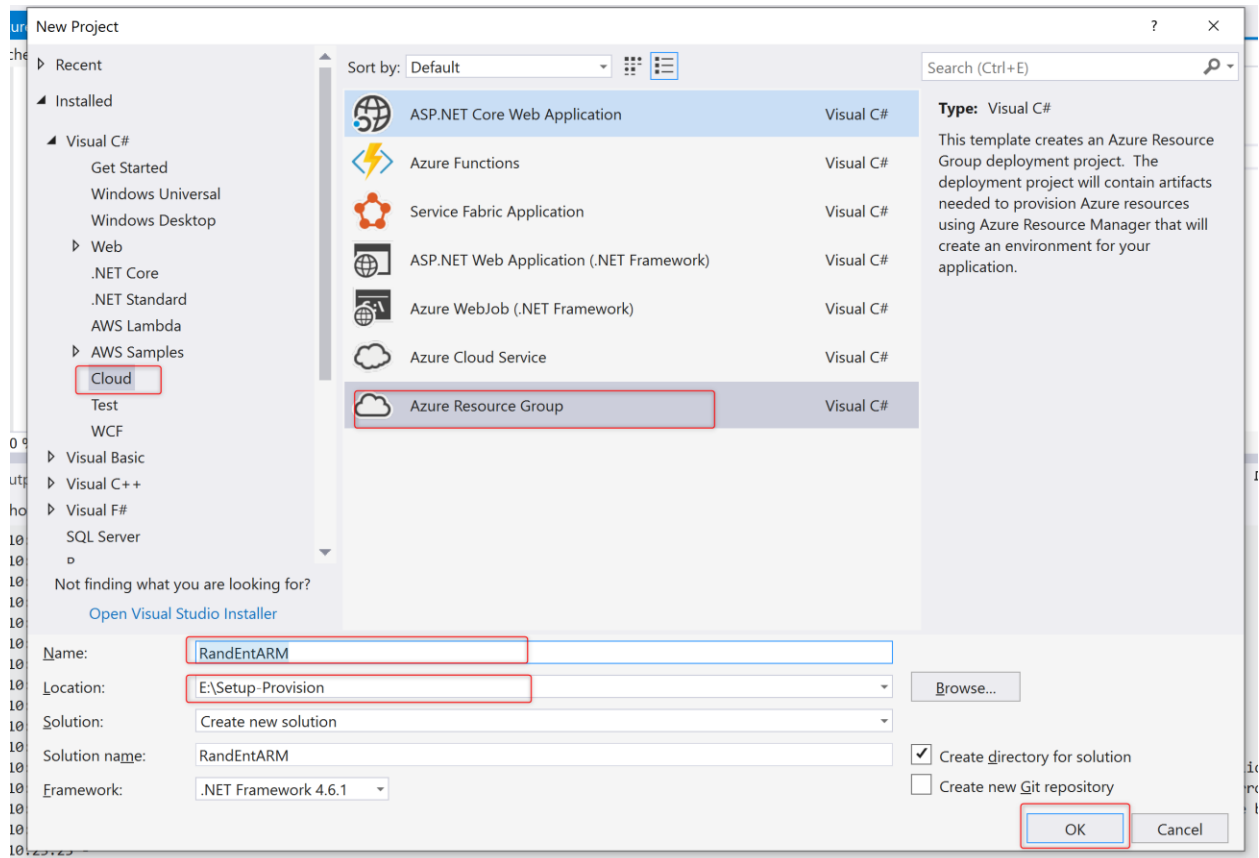 New Project
?
Recent
Installed
Visual C#
Get Started
Windows Universal
Windows Desktop
Web
.NET Core
.NET Standard
AWS Lambda
AWS Samples
Cloud
Test
WCF
Visual Basic
Visual C++
Visual F#
SQL Server
Not finding what you are looking for?
Open Visual Studio Installer
Sort by: Default
ASP.NET Core Web Application Visual C#
Azure Functions Visual C#
Service Fabric Application Visual C#
ASP.NET Web Application (.NET Framework) Visual C#
Azure WebJob (.NET Framework) Visual C#
Azure Cloud Service Visual C#
Azure Resource Group Visual C#
Search (Ctrl+E)
Type: Visual C#
This template creates an Azure Resource
Group deployment project. The
deployment project will contain artifacts
needed to provision Azure resources
using Azure Resource Manager that will
create an environment for your
application.
Name: RandEntARM
Location: E:\Setup-Provision
Browse...
Solution: Create new solution
Solution name: RandEntARM
Create directory for solution
Framework: .NET Framework 4.6.1
Create new Git repository
OK
Cancel